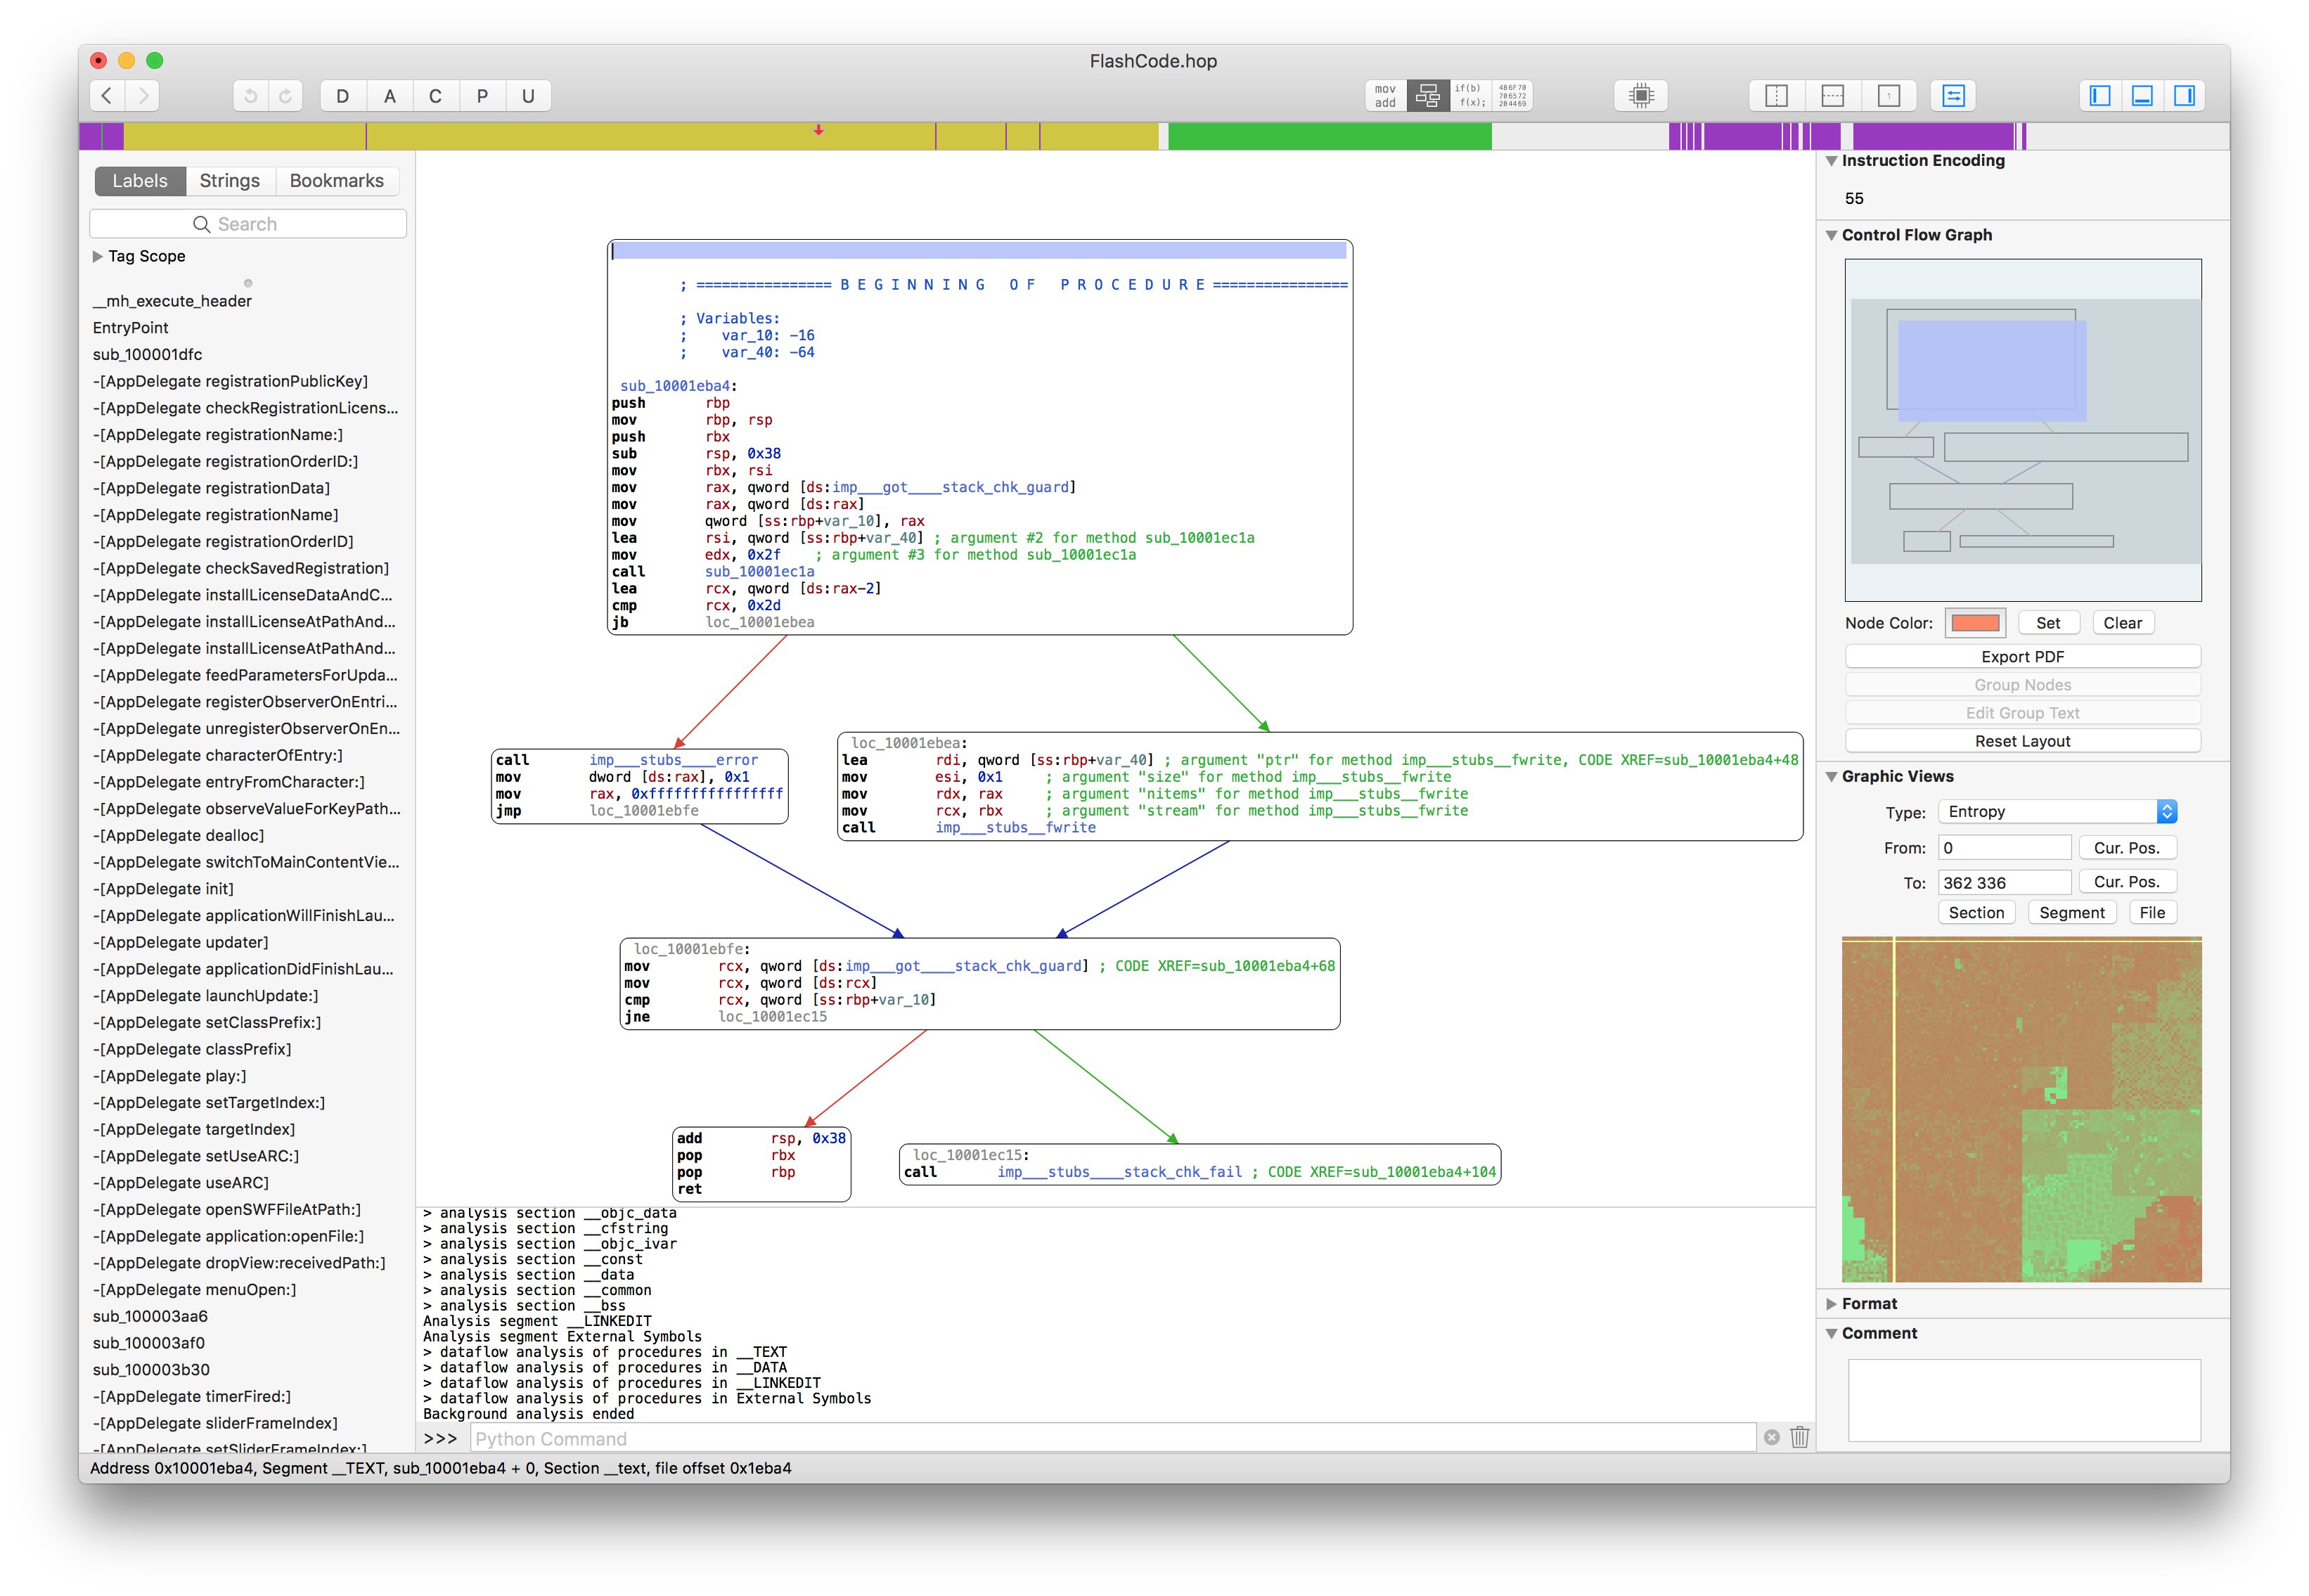 FlashCode.hop
D A C P U
mov add
if(b) f(x);
4B6F70 706572 204469
1
Labels Strings Bookmarks
Search
Tag Scope
__mh_execute_header
EntryPoint
sub_100001dfc
-[AppDelegate registrationPublicKey]
-[AppDelegate checkRegistrationLicens...
-[AppDelegate registrationName:]
-[AppDelegate registrationOrderID:]
-[AppDelegate registrationData]
-[AppDelegate registrationName]
-[AppDelegate registrationOrderID]
-[AppDelegate checkSavedRegistration]
-[AppDelegate installLicenseDataAndC...
-[AppDelegate installLicenseAtPathAnd...
-[AppDelegate installLicenseAtPathAnd...
-[AppDelegate feedParametersForUpda...
-[AppDelegate registerObserverOnEntri...
-[AppDelegate unregisterObserverOnEn...
-[AppDelegate characterOfEntry:]
-[AppDelegate entryFromCharacter:]
-[AppDelegate observeValueForKeyPath...
-[AppDelegate dealloc]
-[AppDelegate switchToMainContentVie...
-[AppDelegate init]
-[AppDelegate applicationWillFinishLau...
-[AppDelegate updater]
-[AppDelegate applicationDidFinishLau...
-[AppDelegate launchUpdate:]
-[AppDelegate setClassPrefix:]
-[AppDelegate classPrefix]
-[AppDelegate play:]
-[AppDelegate setTargetIndex:]
-[AppDelegate targetIndex]
-[AppDelegate setUseARC:]
-[AppDelegate useARC]
-[AppDelegate openSWFFileAtPath:]
-[AppDelegate application:openFile:]
-[AppDelegate dropView:receivedPath:]
-[AppDelegate menuOpen:]
sub_100003aa6
sub_100003af0
sub_100003b30
-[AppDelegate timerFired:]
-[AppDelegate sliderFrameIndex]
-[AppDelegate setSliderFrameIndex:]
; ================ B E G I N N I N G   O F   P R O C E D U R E ================
; Variables:
;    var_10: -16
;    var_40: -64
sub_10001eba4:
push rbp
mov rbp, rsp
push rbx
sub rsp, 0x38
mov rbx, rsi
mov rax, qword [ds:imp___got____stack_chk_guard]
mov rax, qword [ds:rax]
mov qword [ss:rbp+var_10], rax
lea rsi, qword [ss:rbp+var_40] ; argument #2 for method sub_10001ec1a
mov edx, 0x2f ; argument #3 for method sub_10001ec1a
call sub_10001ec1a
lea rcx, qword [ds:rax-2]
cmp rcx, 0x2d
jb loc_10001ebea
call imp___stubs____error
mov dword [ds:rax], 0x1
mov rax, 0xffffffffffffffff
jmp loc_10001ebfe
loc_10001ebea:
lea rdi, qword [ss:rbp+var_40] ; argument "ptr" for method imp___stubs__fwrite, CODE XREF=sub_10001eba4+48
mov esi, 0x1 ; argument "size" for method imp___stubs__fwrite
mov rdx, rax ; argument "nitems" for method imp___stubs__fwrite
mov rcx, rbx ; argument "stream" for method imp___stubs__fwrite
call imp___stubs__fwrite
loc_10001ebfe:
mov rcx, qword [ds:imp___got____stack_chk_guard] ; CODE XREF=sub_10001eba4+68
mov rcx, qword [ds:rcx]
cmp rcx, qword [ss:rbp+var_10]
jne loc_10001ec15
add rsp, 0x38
pop rbx
pop rbp
ret
loc_10001ec15:
call imp___stubs____stack_chk_fail ; CODE XREF=sub_10001eba4+104
> analysis section __objc_data
> analysis section __cfstring
> analysis section __objc_ivar
> analysis section __const
> analysis section __data
> analysis section __common
> analysis section __bss
Analysis segment __LINKEDIT
Analysis segment External Symbols
> dataflow analysis of procedures in __TEXT
> dataflow analysis of procedures in __DATA
> dataflow analysis of procedures in __LINKEDIT
> dataflow analysis of procedures in External Symbols
Background analysis ended
>>> Python Command
Instruction Encoding
55
Control Flow Graph
Node Color: Set Clear
Export PDF
Group Nodes
Edit Group Text
Reset Layout
Graphic Views
Type: Entropy
From: 0 Cur. Pos.
To: 362 336 Cur. Pos.
Section Segment File
Format
Comment
Address 0x10001eba4, Segment __TEXT, sub_10001eba4 + 0, Section __text, file offset 0x1eba4